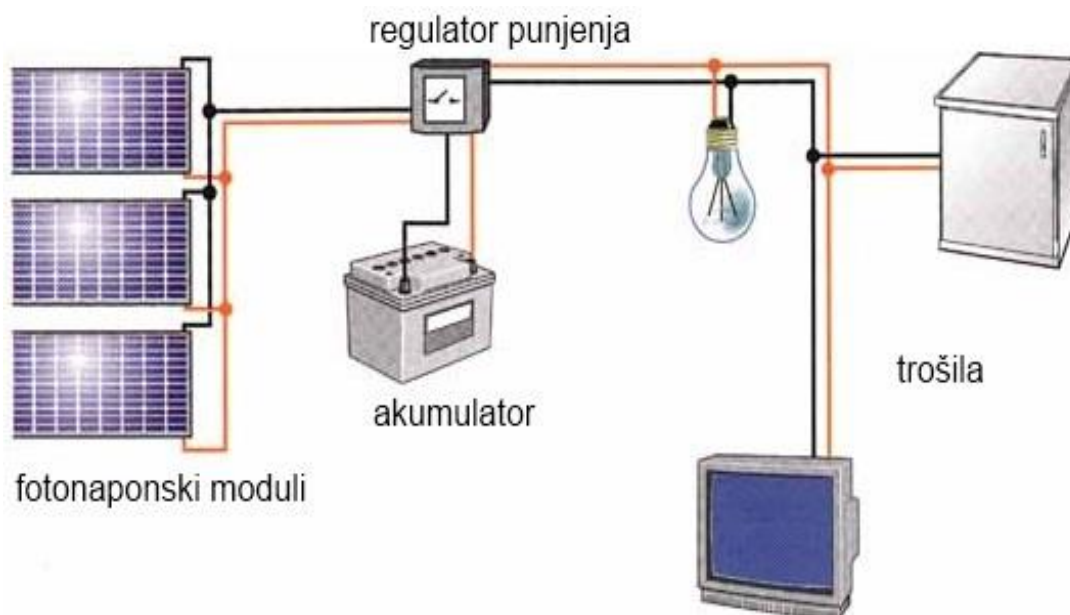 regulator punjenja
akumulator
trošila
fotonaponski moduli